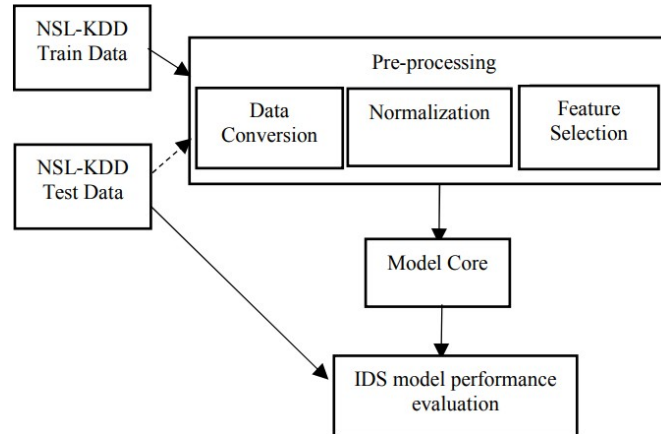 NSL-KDD
Train Data
Pre-processing
Data
Conversion
Normalization
Feature
Selection
NSL-KDD
Test Data
Model Core
IDS model performance
evaluation